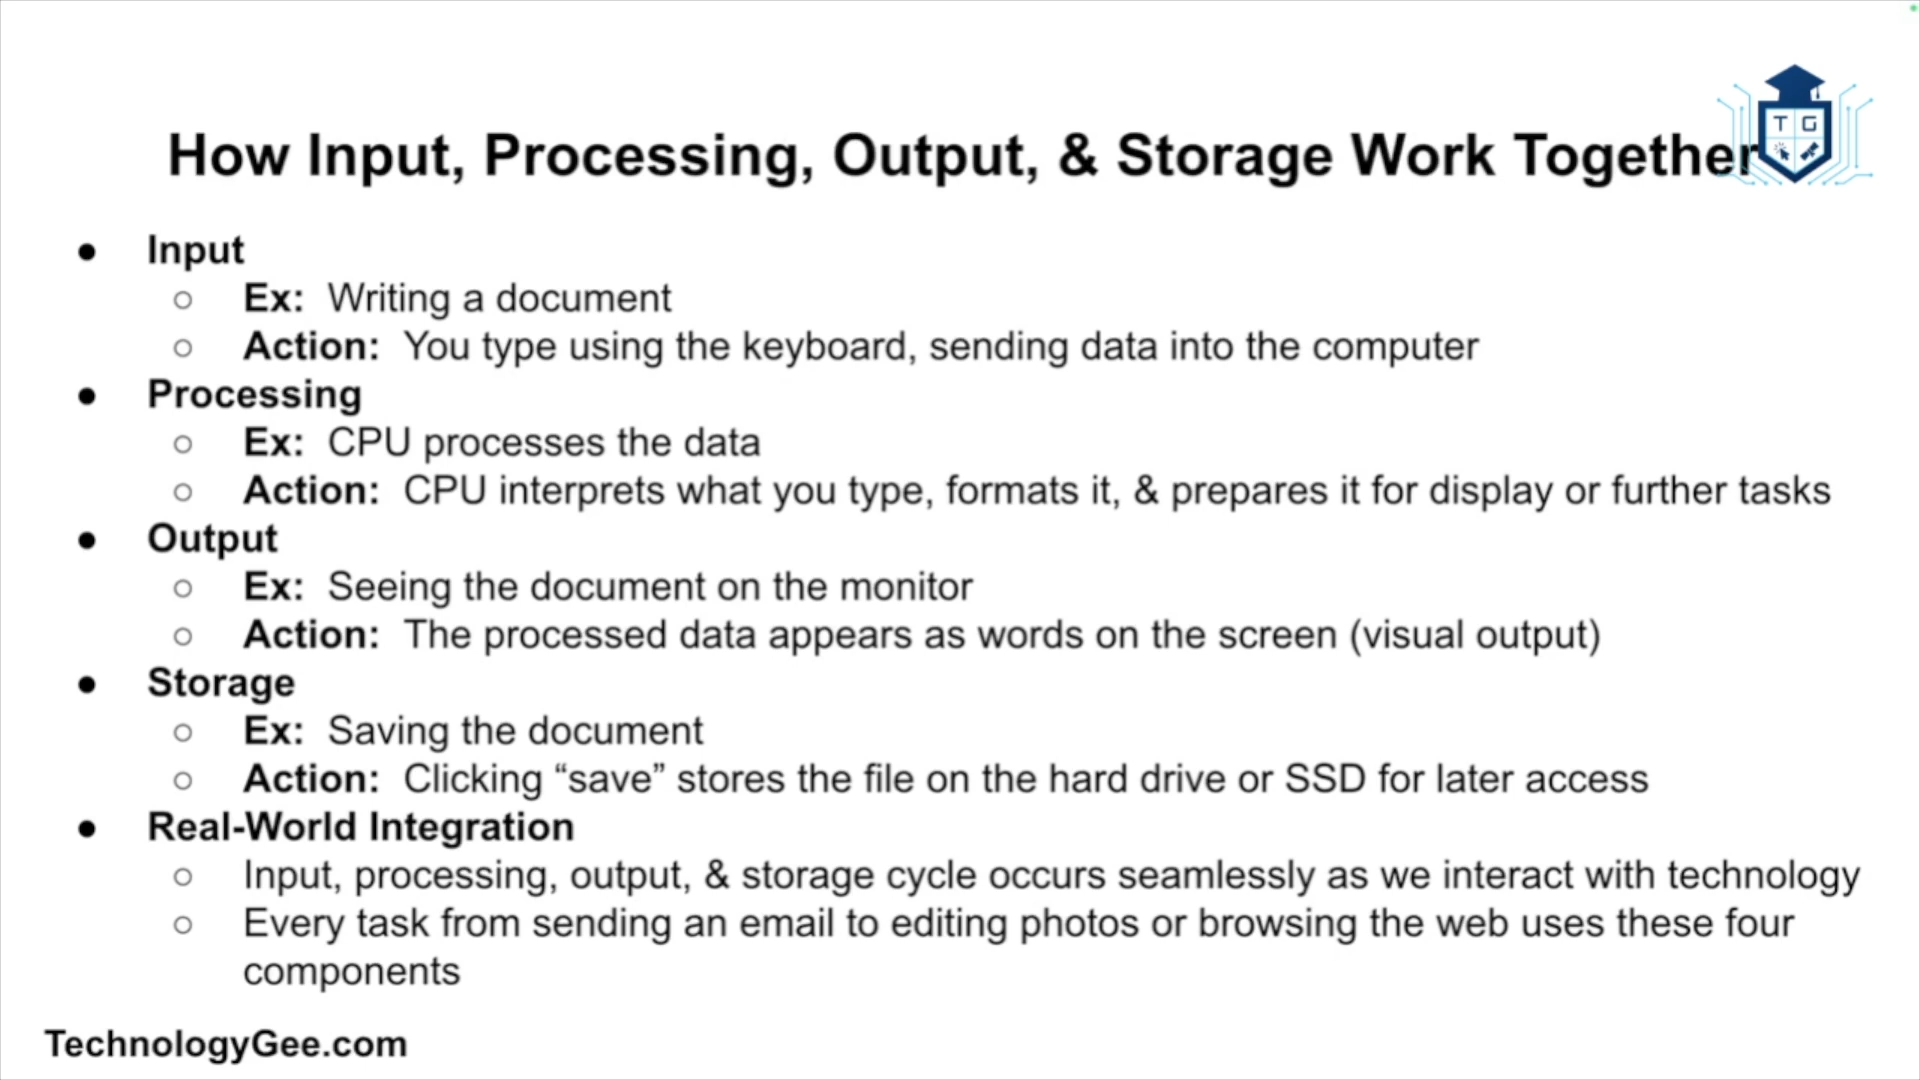 How Input, Processing, Output, & Storage Work Together
T G
● Input
○ Ex: Writing a document
○ Action: You type using the keyboard, sending data into the computer
● Processing
○ Ex: CPU processes the data
○ Action: CPU interprets what you type, formats it, & prepares it for display or further tasks
● Output
○ Ex: Seeing the document on the monitor
○ Action: The processed data appears as words on the screen (visual output)
● Storage
○ Ex: Saving the document
○ Action: Clicking “save” stores the file on the hard drive or SSD for later access
● Real-World Integration
○ Input, processing, output, & storage cycle occurs seamlessly as we interact with technology
○ Every task from sending an email to editing photos or browsing the web uses these four
components
TechnologyGee.com